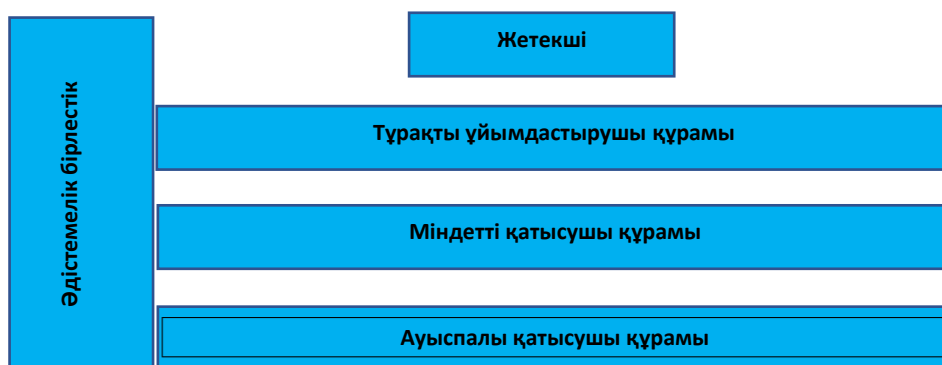 Әдістемелік бірлестік
Жетекші
Тұрақты ұйымдастырушы құрамы
Міндетті қатысушы құрамы
Ауыспалы қатысушы құрамы